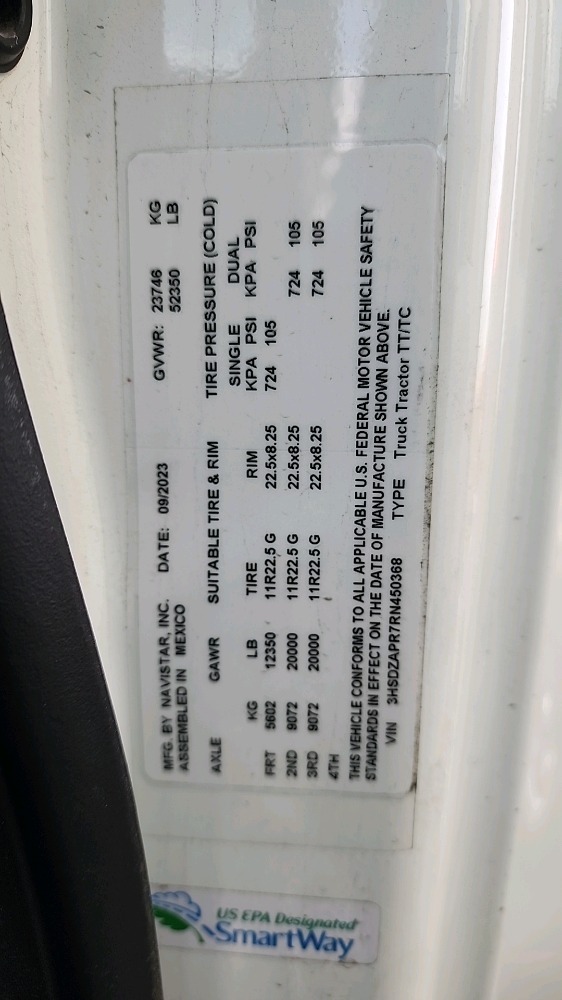 MFG. BY NAVISTAR, INC. DATE: 09/2023 GVWR: 23746 KG
ASSEMBLED IN MEXICO 52350 LB
AXLE GAWR SUITABLE TIRE & RIM TIRE PRESSURE (COLD)
SINGLE DUAL
KG LB TIRE RIM KPA PSI KPA PSI
FRT 5602 12350 11R22.5 G 22.5x8.25 724 105
2ND 9072 20000 11R22.5 G 22.5x8.25 724 105
3RD 9072 20000 11R22.5 G 22.5x8.25 724 105
4TH
THIS VEHICLE CONFORMS TO ALL APPLICABLE U.S. FEDERAL MOTOR VEHICLE SAFETY
STANDARDS IN EFFECT ON THE DATE OF MANUFACTURE SHOWN ABOVE.
VIN 3HSDZAPR7RN450368 TYPE Truck Tractor TT/TC
US EPA Designated
SmartWay